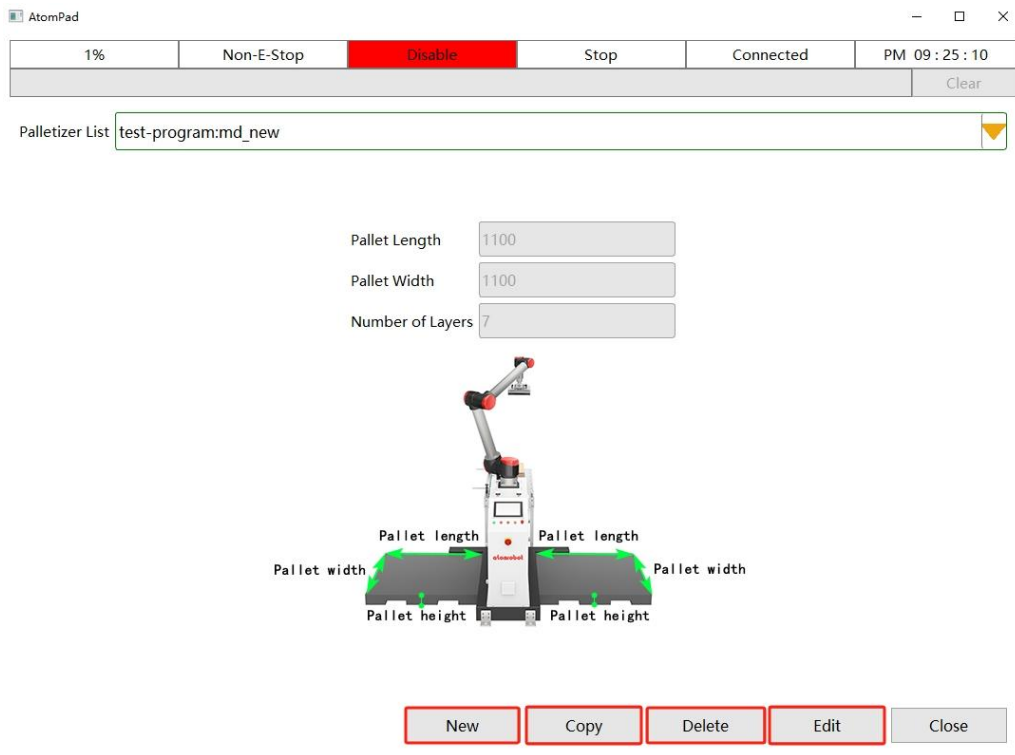 AtomPad
1% Non-E-Stop Disable Stop Connected PM 09 : 25 : 10
Clear
Palletizer List test-program:md_new
Pallet Length 1100
Pallet Width 1100
Number of Layers 7
Pallet length Pallet length
atomrobot
Pallet width Pallet width
Pallet height Pallet height
New Copy Delete Edit Close